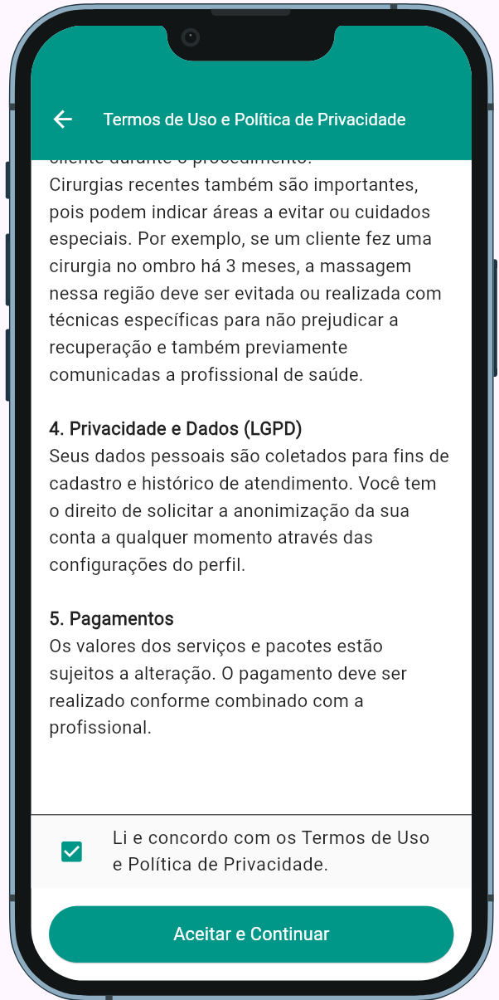 Termos de Uso e Política de Privacidade
cliente durante o procedimento.
Cirurgias recentes também são importantes,
pois podem indicar áreas a evitar ou cuidados
especiais. Por exemplo, se um cliente fez uma
cirurgia no ombro há 3 meses, a massagem
nessa região deve ser evitada ou realizada com
técnicas específicas para não prejudicar a
recuperação e também previamente
comunicadas a profissional de saúde.
4. Privacidade e Dados (LGPD)
Seus dados pessoais são coletados para fins de
cadastro e histórico de atendimento. Você tem
o direito de solicitar a anonimização da sua
conta a qualquer momento através das
configurações do perfil.
5. Pagamentos
Os valores dos serviços e pacotes estão
sujeitos a alteração. O pagamento deve ser
realizado conforme combinado com a
profissional.
Li e concordo com os Termos de Uso
e Política de Privacidade.
Aceitar e Continuar